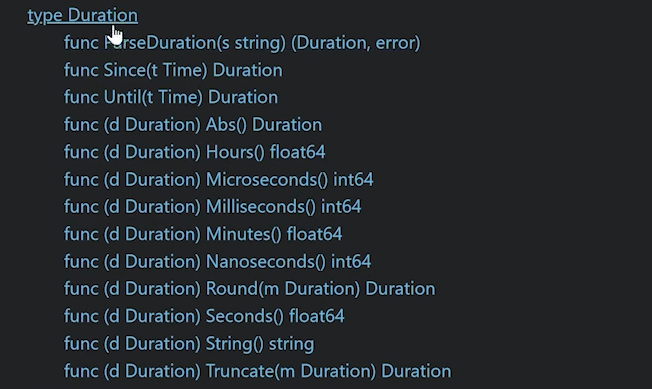 type Duration
func ParseDuration(s string) (Duration, error)
func Since(t Time) Duration
func Until(t Time) Duration
func (d Duration) Abs() Duration
func (d Duration) Hours() float64
func (d Duration) Microseconds() int64
func (d Duration) Milliseconds() int64
func (d Duration) Minutes() float64
func (d Duration) Nanoseconds() int64
func (d Duration) Round(m Duration) Duration
func (d Duration) Seconds() float64
func (d Duration) String() string
func (d Duration) Truncate(m Duration) Duration